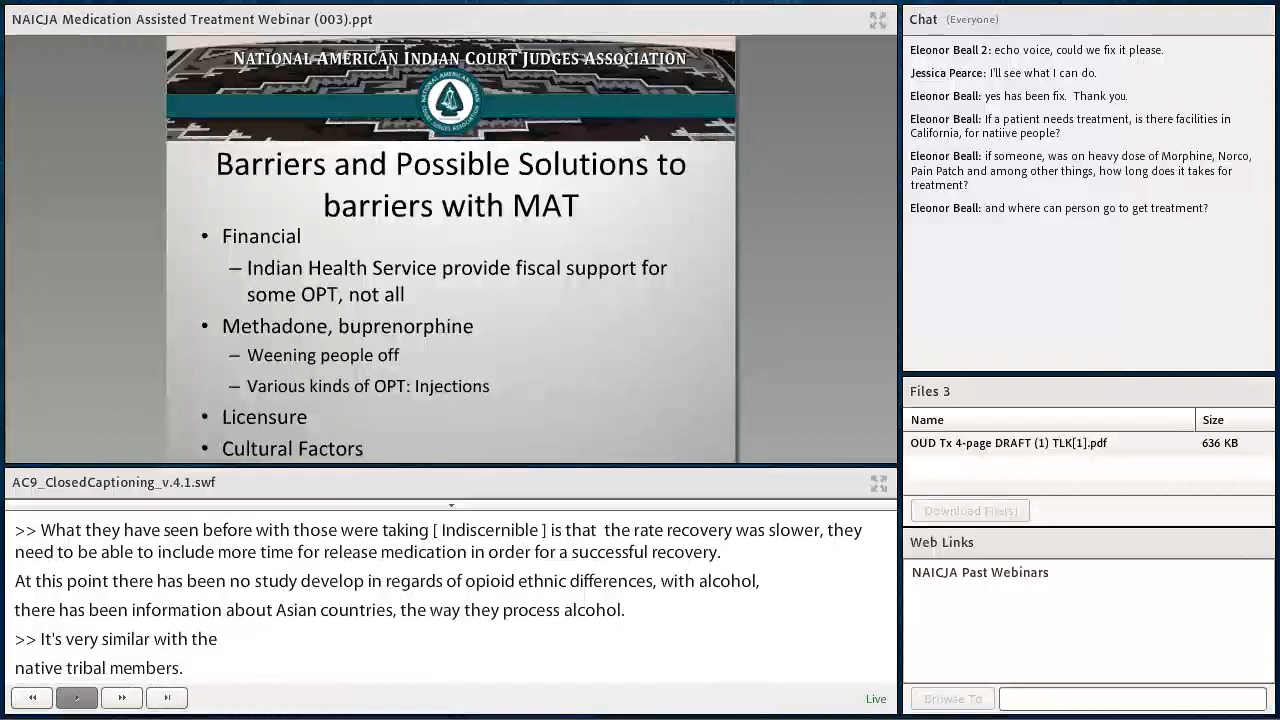 NAICJA Medication Assisted Treatment Webinar (003).ppt
NATIONAL AMERICAN INDIAN COURT JUDGES ASSOCIATION
Barriers and Possible Solutions to
barriers with MAT
• Financial
– Indian Health Service provide fiscal support for
some OPT, not all
• Methadone, buprenorphine
– Weening people off
– Various kinds of OPT: Injections
• Licensure
• Cultural Factors
AC9_ClosedCaptioning_v.4.1.swf
>> What they have seen before with those were taking [ Indiscernible ] is that the rate recovery was slower, they
need to be able to include more time for release medication in order for a successful recovery.
At this point there has been no study develop in regards of opioid ethnic differences, with alcohol,
there has been information about Asian countries, the way they process alcohol.
>> It's very similar with the
native tribal members.
Live
Chat (Everyone)
Eleonor Beall 2: echo voice, could we fix it please.
Jessica Pearce: I'll see what I can do.
Eleonor Beall: yes has been fix. Thank you.
Eleonor Beall: If a patient needs treatment, is there facilities in
California, for natiive people?
Eleonor Beall: if someone, was on heavy dose of Morphine, Norco,
Pain Patch and among other things, how long does it takes for
treatment?
Eleonor Beall: and where can person go to get treatment?
Files 3
Name Size
OUD Tx 4-page DRAFT (1) TLK[1].pdf 636 KB
Download File(s)
Web Links
NAICJA Past Webinars
Browse To